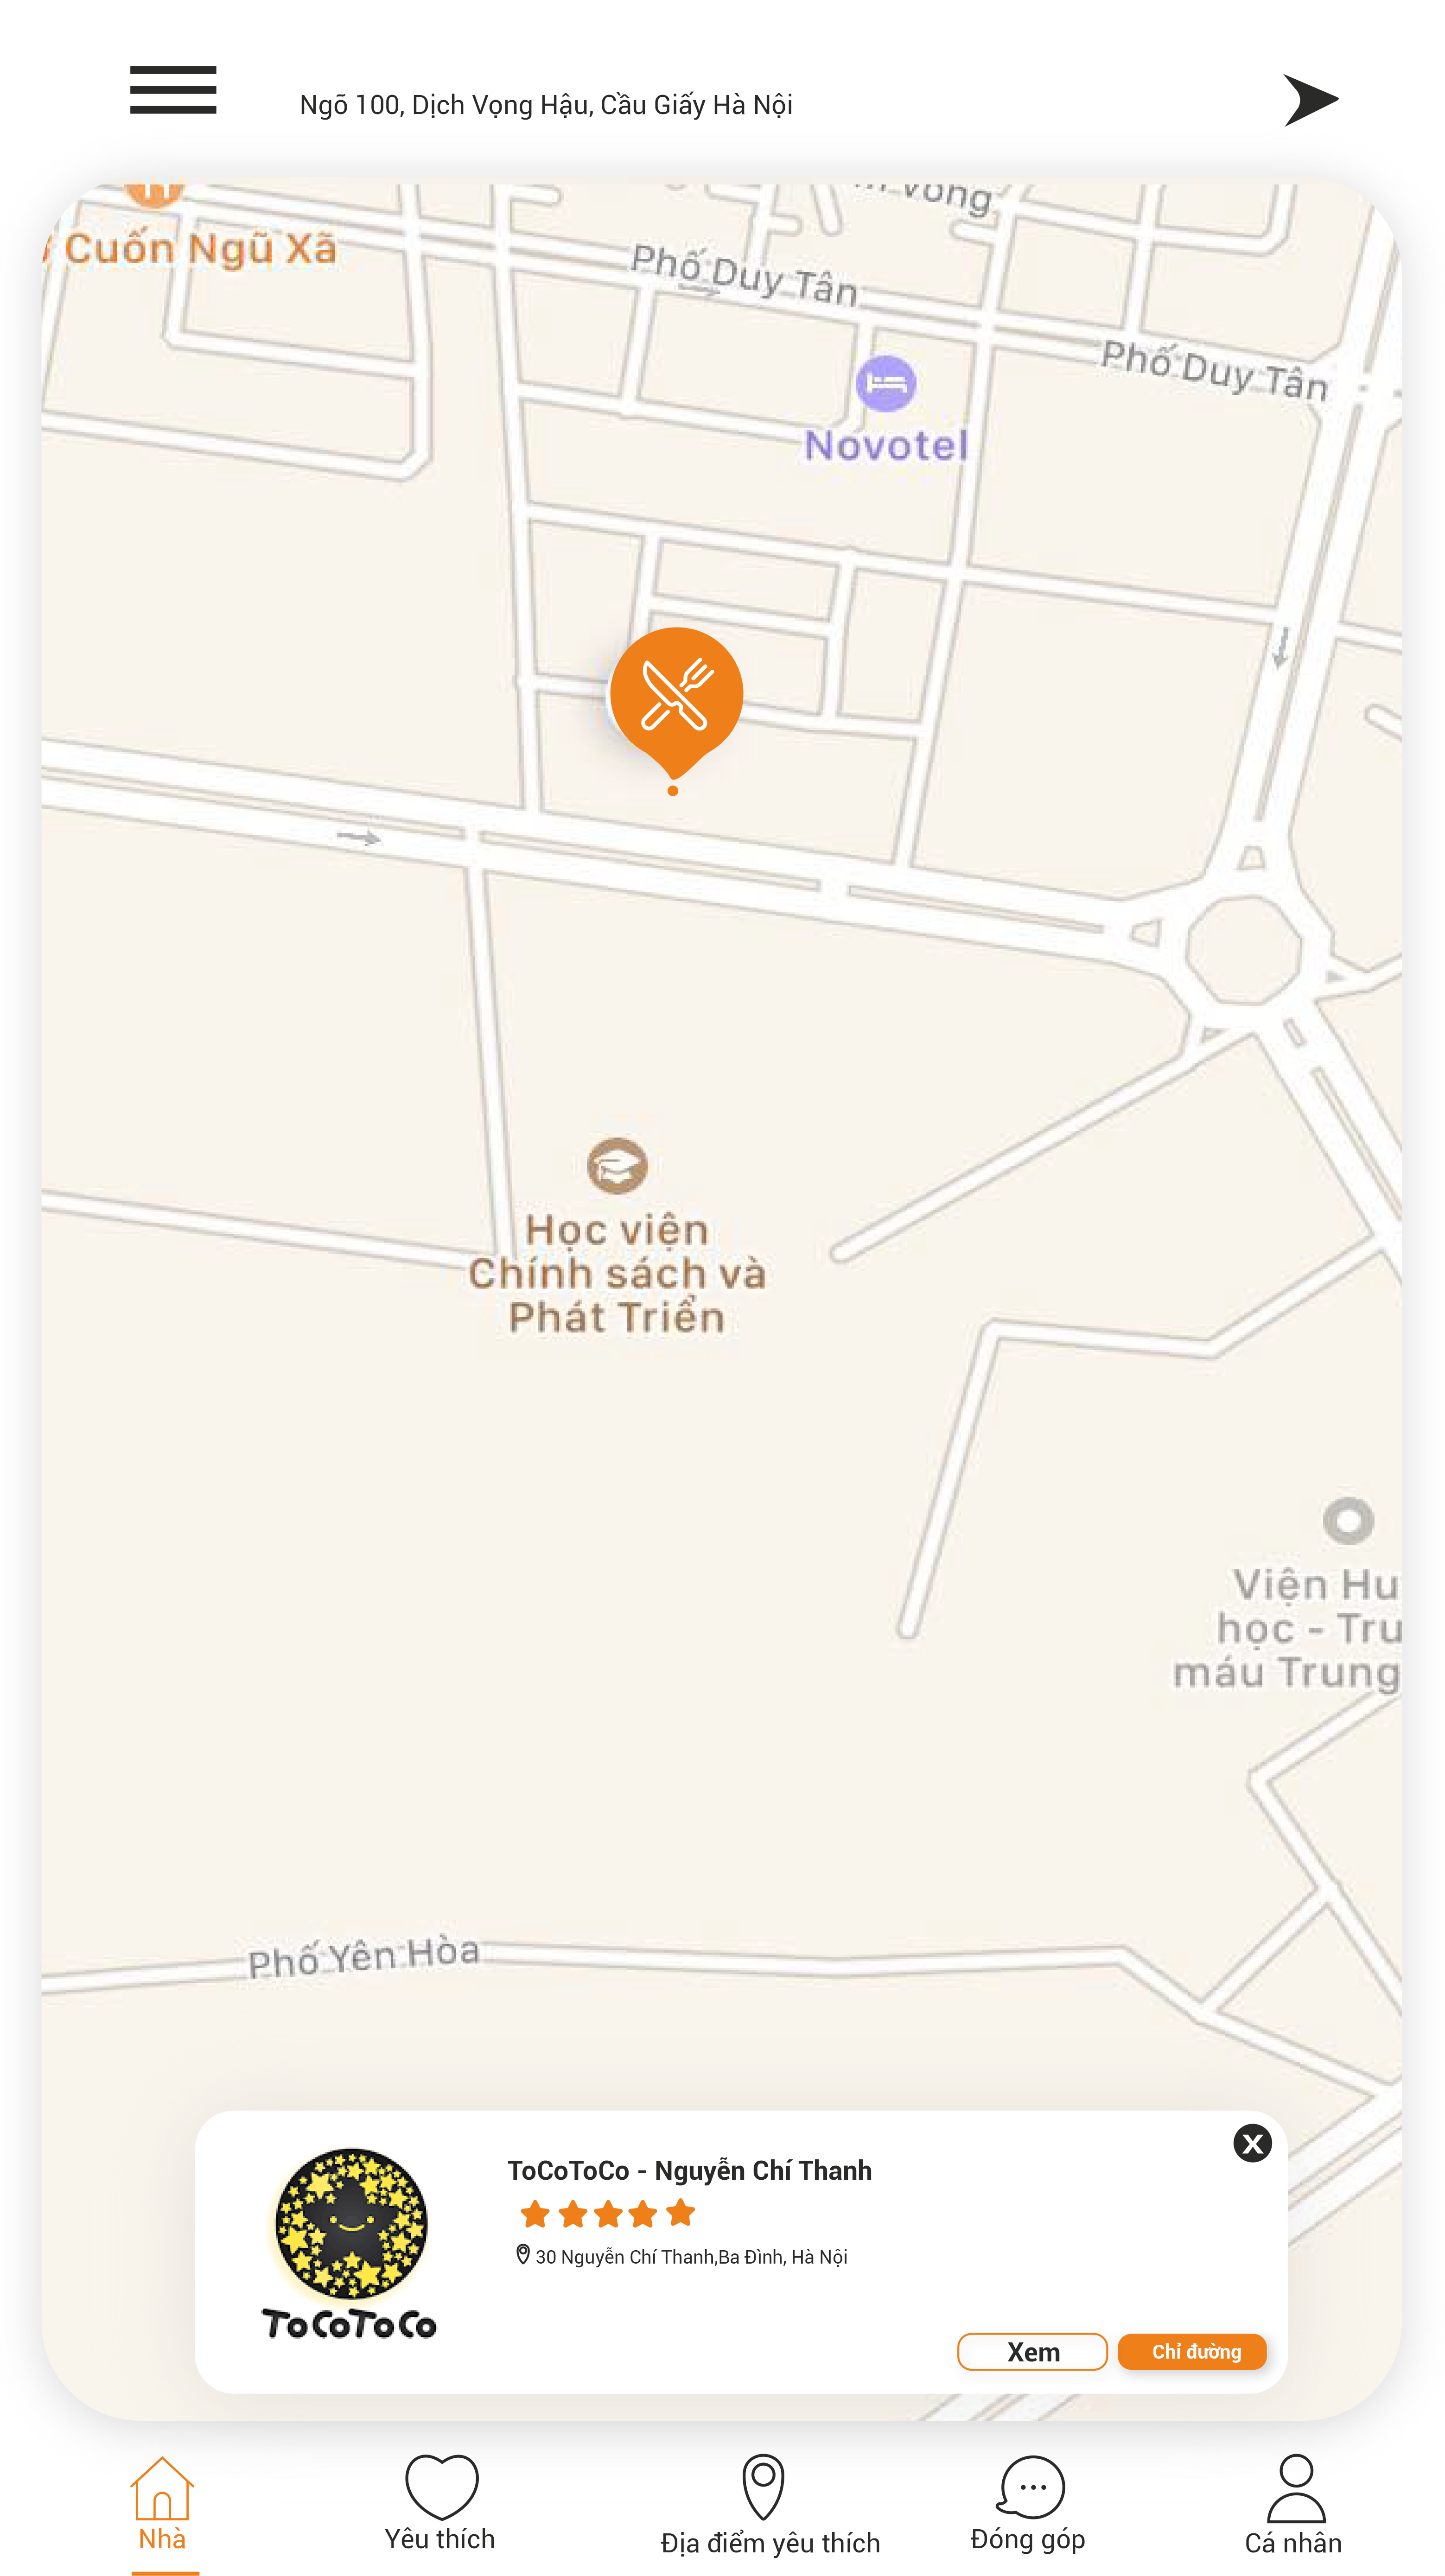 Ngõ 100, Dịch Vọng Hậu, Cầu Giấy Hà Nội
Vọng
Cuốn Ngũ Xã
Phố Duy Tân
Phố Duy Tân
Novotel
Học viện
Chính sách và
Phát Triển
Viện Hu
học - Tru
máu Trung
Phố Yên Hòa
X
ToCoToCo - Nguyễn Chí Thanh
30 Nguyễn Chí Thanh,Ba Đình, Hà Nội
ToCoToCo
Xem
Chỉ đường
Nhà
Yêu thích
Địa điểm yêu thích
Đóng góp
Cá nhân